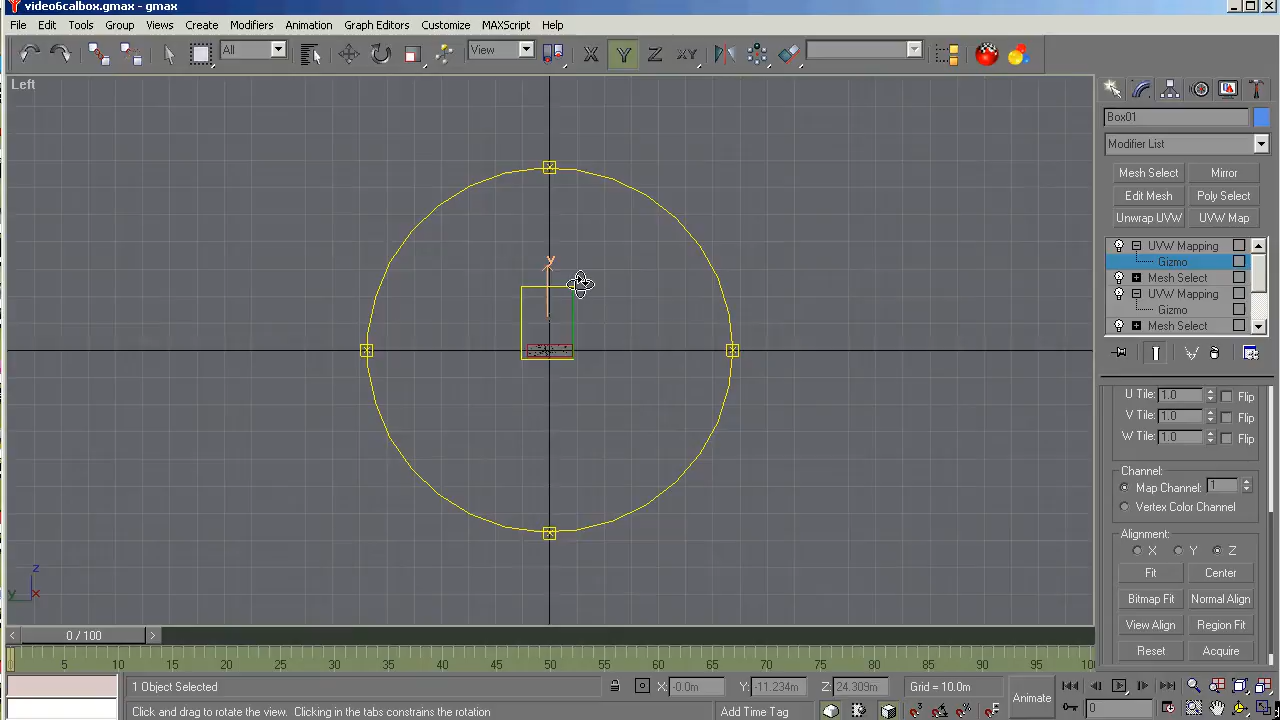 video6calbox.gmax - gmax
File Edit Tools Group Views Create Modifiers Animation Graph Editors Customize MAXScript Help
All View X Y Z XY
Left
Box01
Modifier List
Mesh Select Mirror
Edit Mesh Poly Select
Unwrap UVW UVW Map
UVW Mapping
Gizmo
Mesh Select
UVW Mapping
Gizmo
Mesh Select
y
U Tile: 1.0 Flip
V Tile: 1.0 Flip
W Tile: 1.0 Flip
Channel:
Map Channel: 1
Vertex Color Channel
Alignment:
X Y Z
Fit Center
Bitmap Fit Normal Align
View Align Region Fit
Reset Acquire
z
y x
0 / 100
5 10 15 20 25 30 35 40 45 50 55 60 65 70 75 80 85 90 95 100
1 Object Selected X: -0.0m Y: -11.234m Z: 24.309m Grid = 10.0m Animate
Click and drag to rotate the view. Clicking in the tabs constrains the rotation Add Time Tag 0